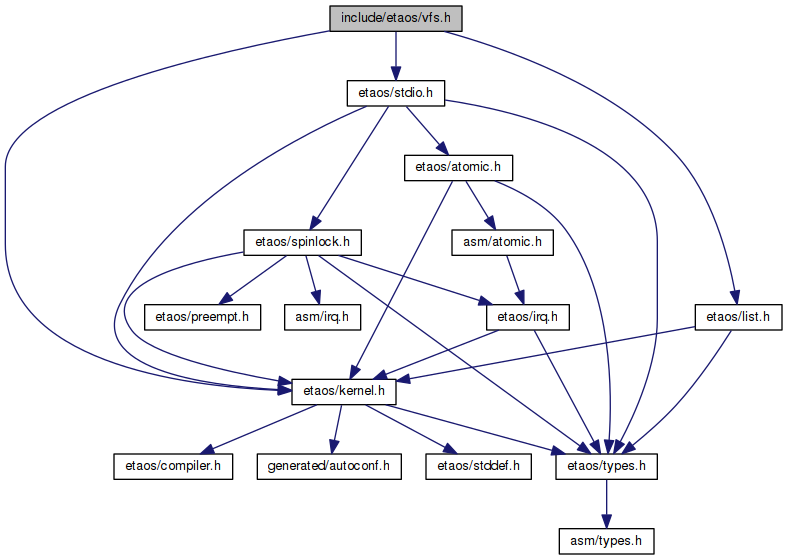 include/etaos/vfs.h
etaos/stdio.h
etaos/atomic.h
etaos/spinlock.h
asm/atomic.h
etaos/preempt.h
asm/irq.h
etaos/irq.h
etaos/list.h
etaos/kernel.h
etaos/compiler.h
generated/autoconf.h
etaos/stddef.h
etaos/types.h
asm/types.h